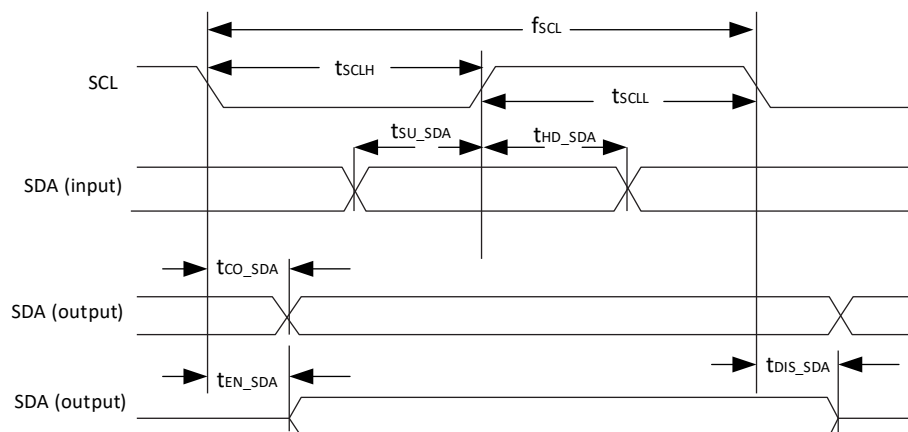 fSCL
SCL
tSCLH
tSCLL
tSU_SDA
tHD_SDA
SDA (input)
tCO_SDA
SDA (output)
tEN_SDA
tDIS_SDA
SDA (output)